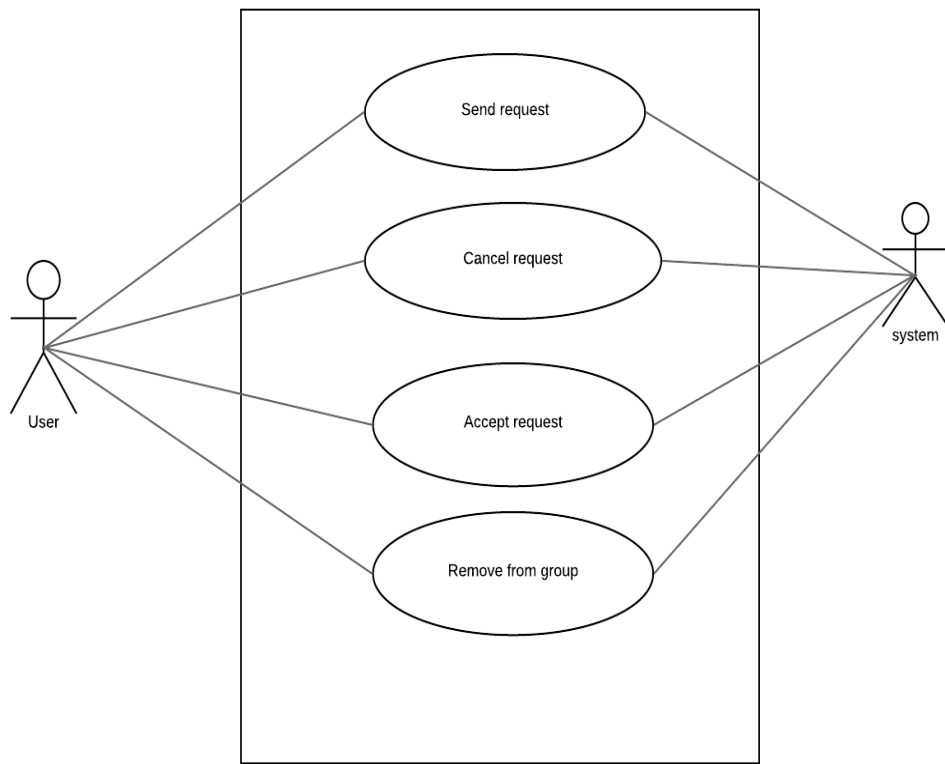 Send request
Cancel request
system
User
Accept request
Remove from group